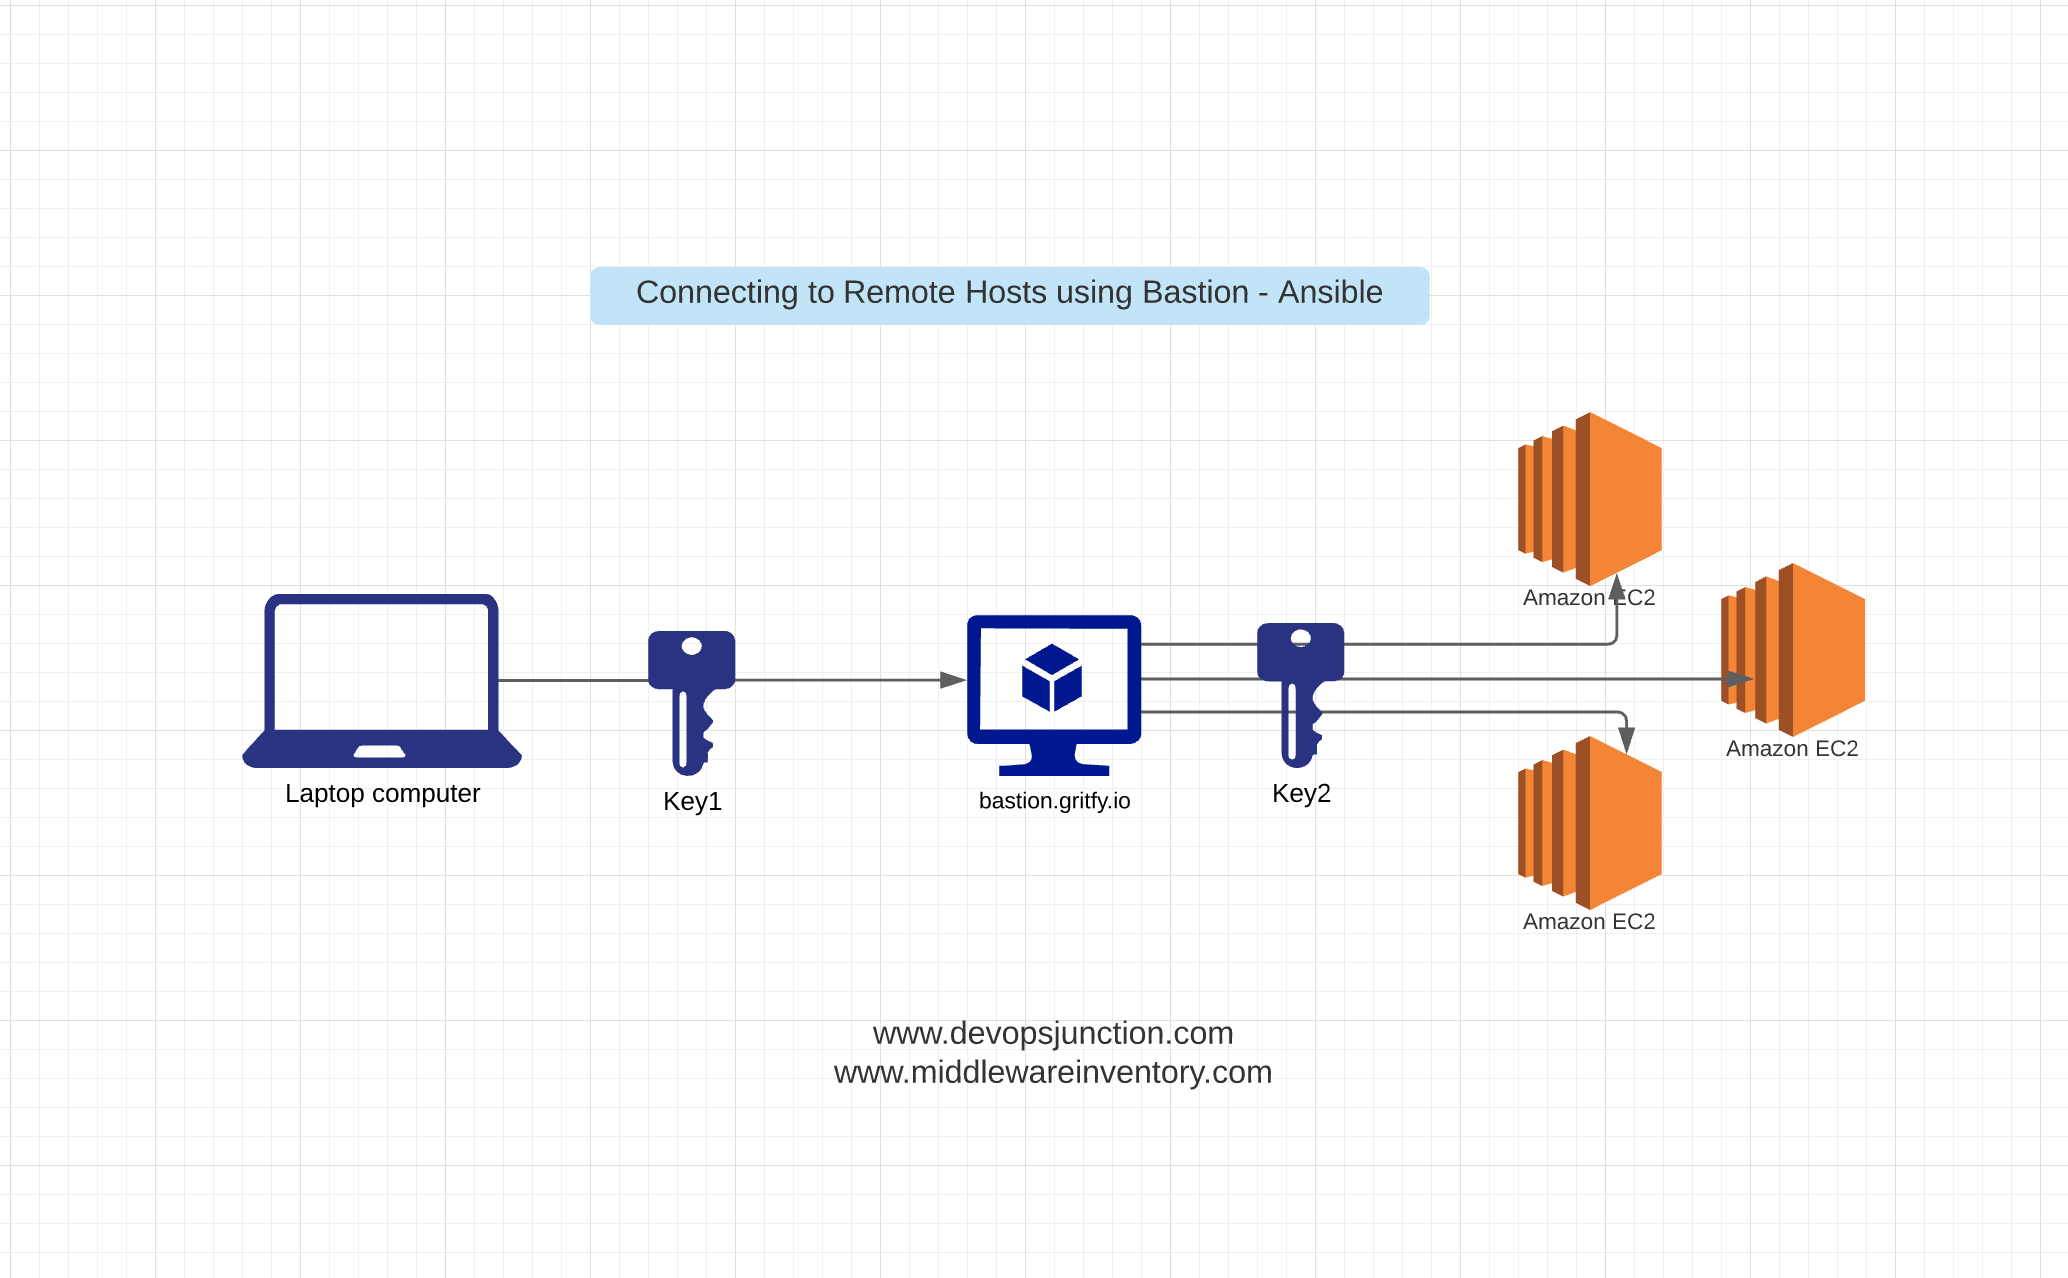 Connecting to Remote Hosts using Bastion - Ansible
Amazon EC2
Amazon EC2
Laptop computer
Key1
bastion.gritfy.io
Key2
Amazon EC2
www.devopsjunction.com
www.middlewareinventory.com